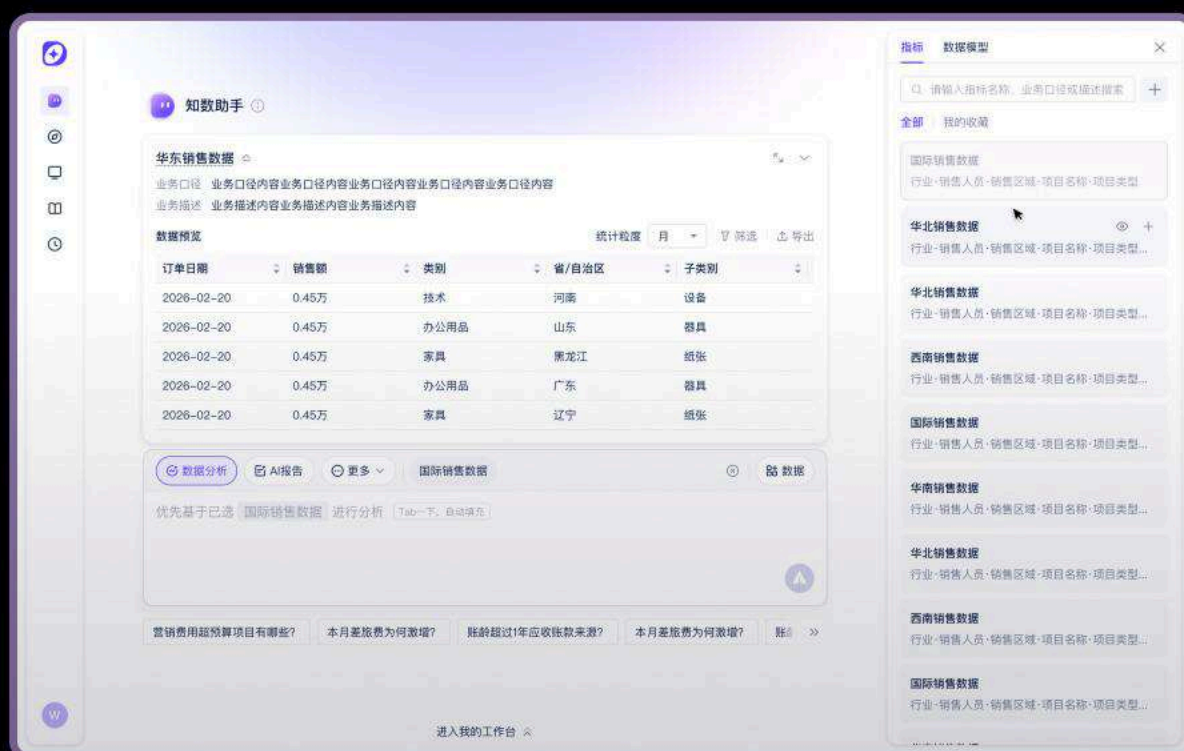 知数助手
华东销售数据
业务口径 业务口径内容业务口径内容业务口径内容业务口径内容业务口径内容
业务描述 业务描述内容业务描述内容业务描述内容
数据预览 统计粒度 月 筛选 导出
订单日期 销售额 类别 省/自治区 子类别
2026-02-20 0.45万 技术 河南 设备
2026-02-20 0.45万 办公用品 山东 器具
2026-02-20 0.45万 家具 黑龙江 纸张
2026-02-20 0.45万 办公用品 广东 器具
2026-02-20 0.45万 家具 辽宁 纸张
数据分析 AI报告 更多 国际销售数据 数据
优先基于已选 国际销售数据 进行分析 Tab一下，自动填充
营销费用超预算项目有哪些? 本月差旅费为何激增? 账龄超过1年应收账款来源? 本月差旅费为何激增? 账
进入我的工作台
W
指标 数据模型
请输入指标名称、业务口径或描述搜索
全部 我的收藏
国际销售数据
行业·销售人员·销售区域·项目名称·项目类型
华北销售数据
行业·销售人员·销售区域·项目名称·项目类型...
华北销售数据
行业·销售人员·销售区域·项目名称·项目类型...
西南销售数据
行业·销售人员·销售区域·项目名称·项目类型...
国际销售数据
行业·销售人员·销售区域·项目名称·项目类型...
华南销售数据
行业·销售人员·销售区域·项目名称·项目类型...
华北销售数据
行业·销售人员·销售区域·项目名称·项目类型...
西南销售数据
行业·销售人员·销售区域·项目名称·项目类型...
国际销售数据
行业·销售人员·销售区域·项目名称·项目类型...